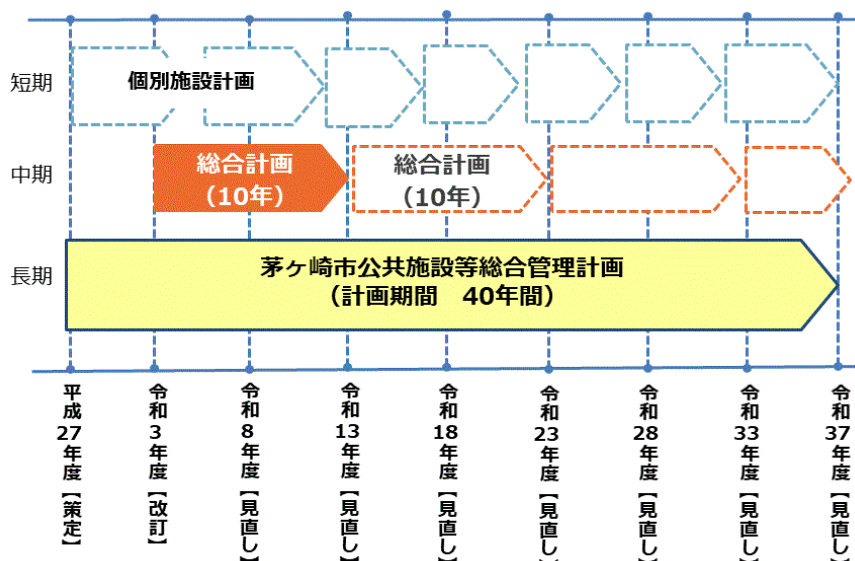 短期
個別施設計画
中期
総合計画
（10年）
総合計画
（10年）
長期
茅ヶ崎市公共施設等総合管理計画
（計画期間　40年間）
平成27年度【策定】
令和3年度【改訂】
令和8年度【見直し】
令和13年度【見直し】
令和18年度【見直し】
令和23年度【見直し】
令和28年度【見直し】
令和33年度【見直し】
令和37年度【見直し】